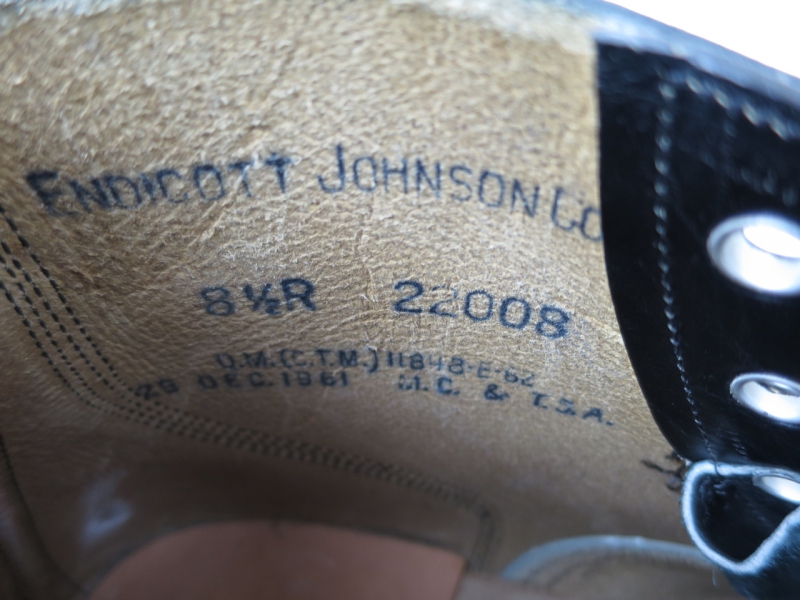 ENDICOTT JOHNSON CO
8½R 22008
Q.M.(C.T.M.) 11848-E-62
29 DEC. 1961 M.C. & T.S.A.